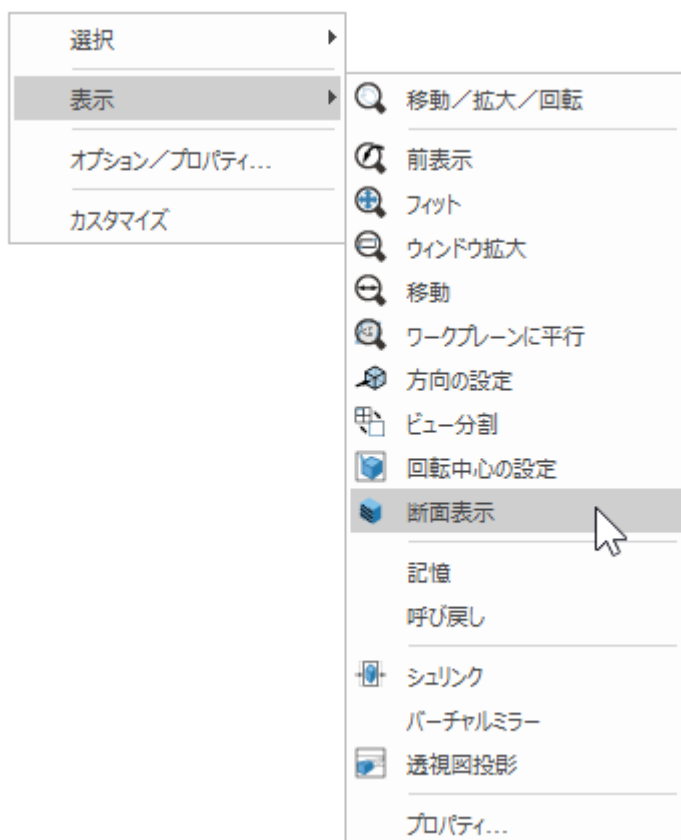 選択
表示
オプション／プロパティ...
カスタマイズ
移動／拡大／回転
前表示
フィット
ウィンドウ拡大
移動
ワークプレーンに平行
方向の設定
ビュー分割
回転中心の設定
断面表示
記憶
呼び戻し
シュリンク
バーチャルミラー
透視図投影
プロパティ...